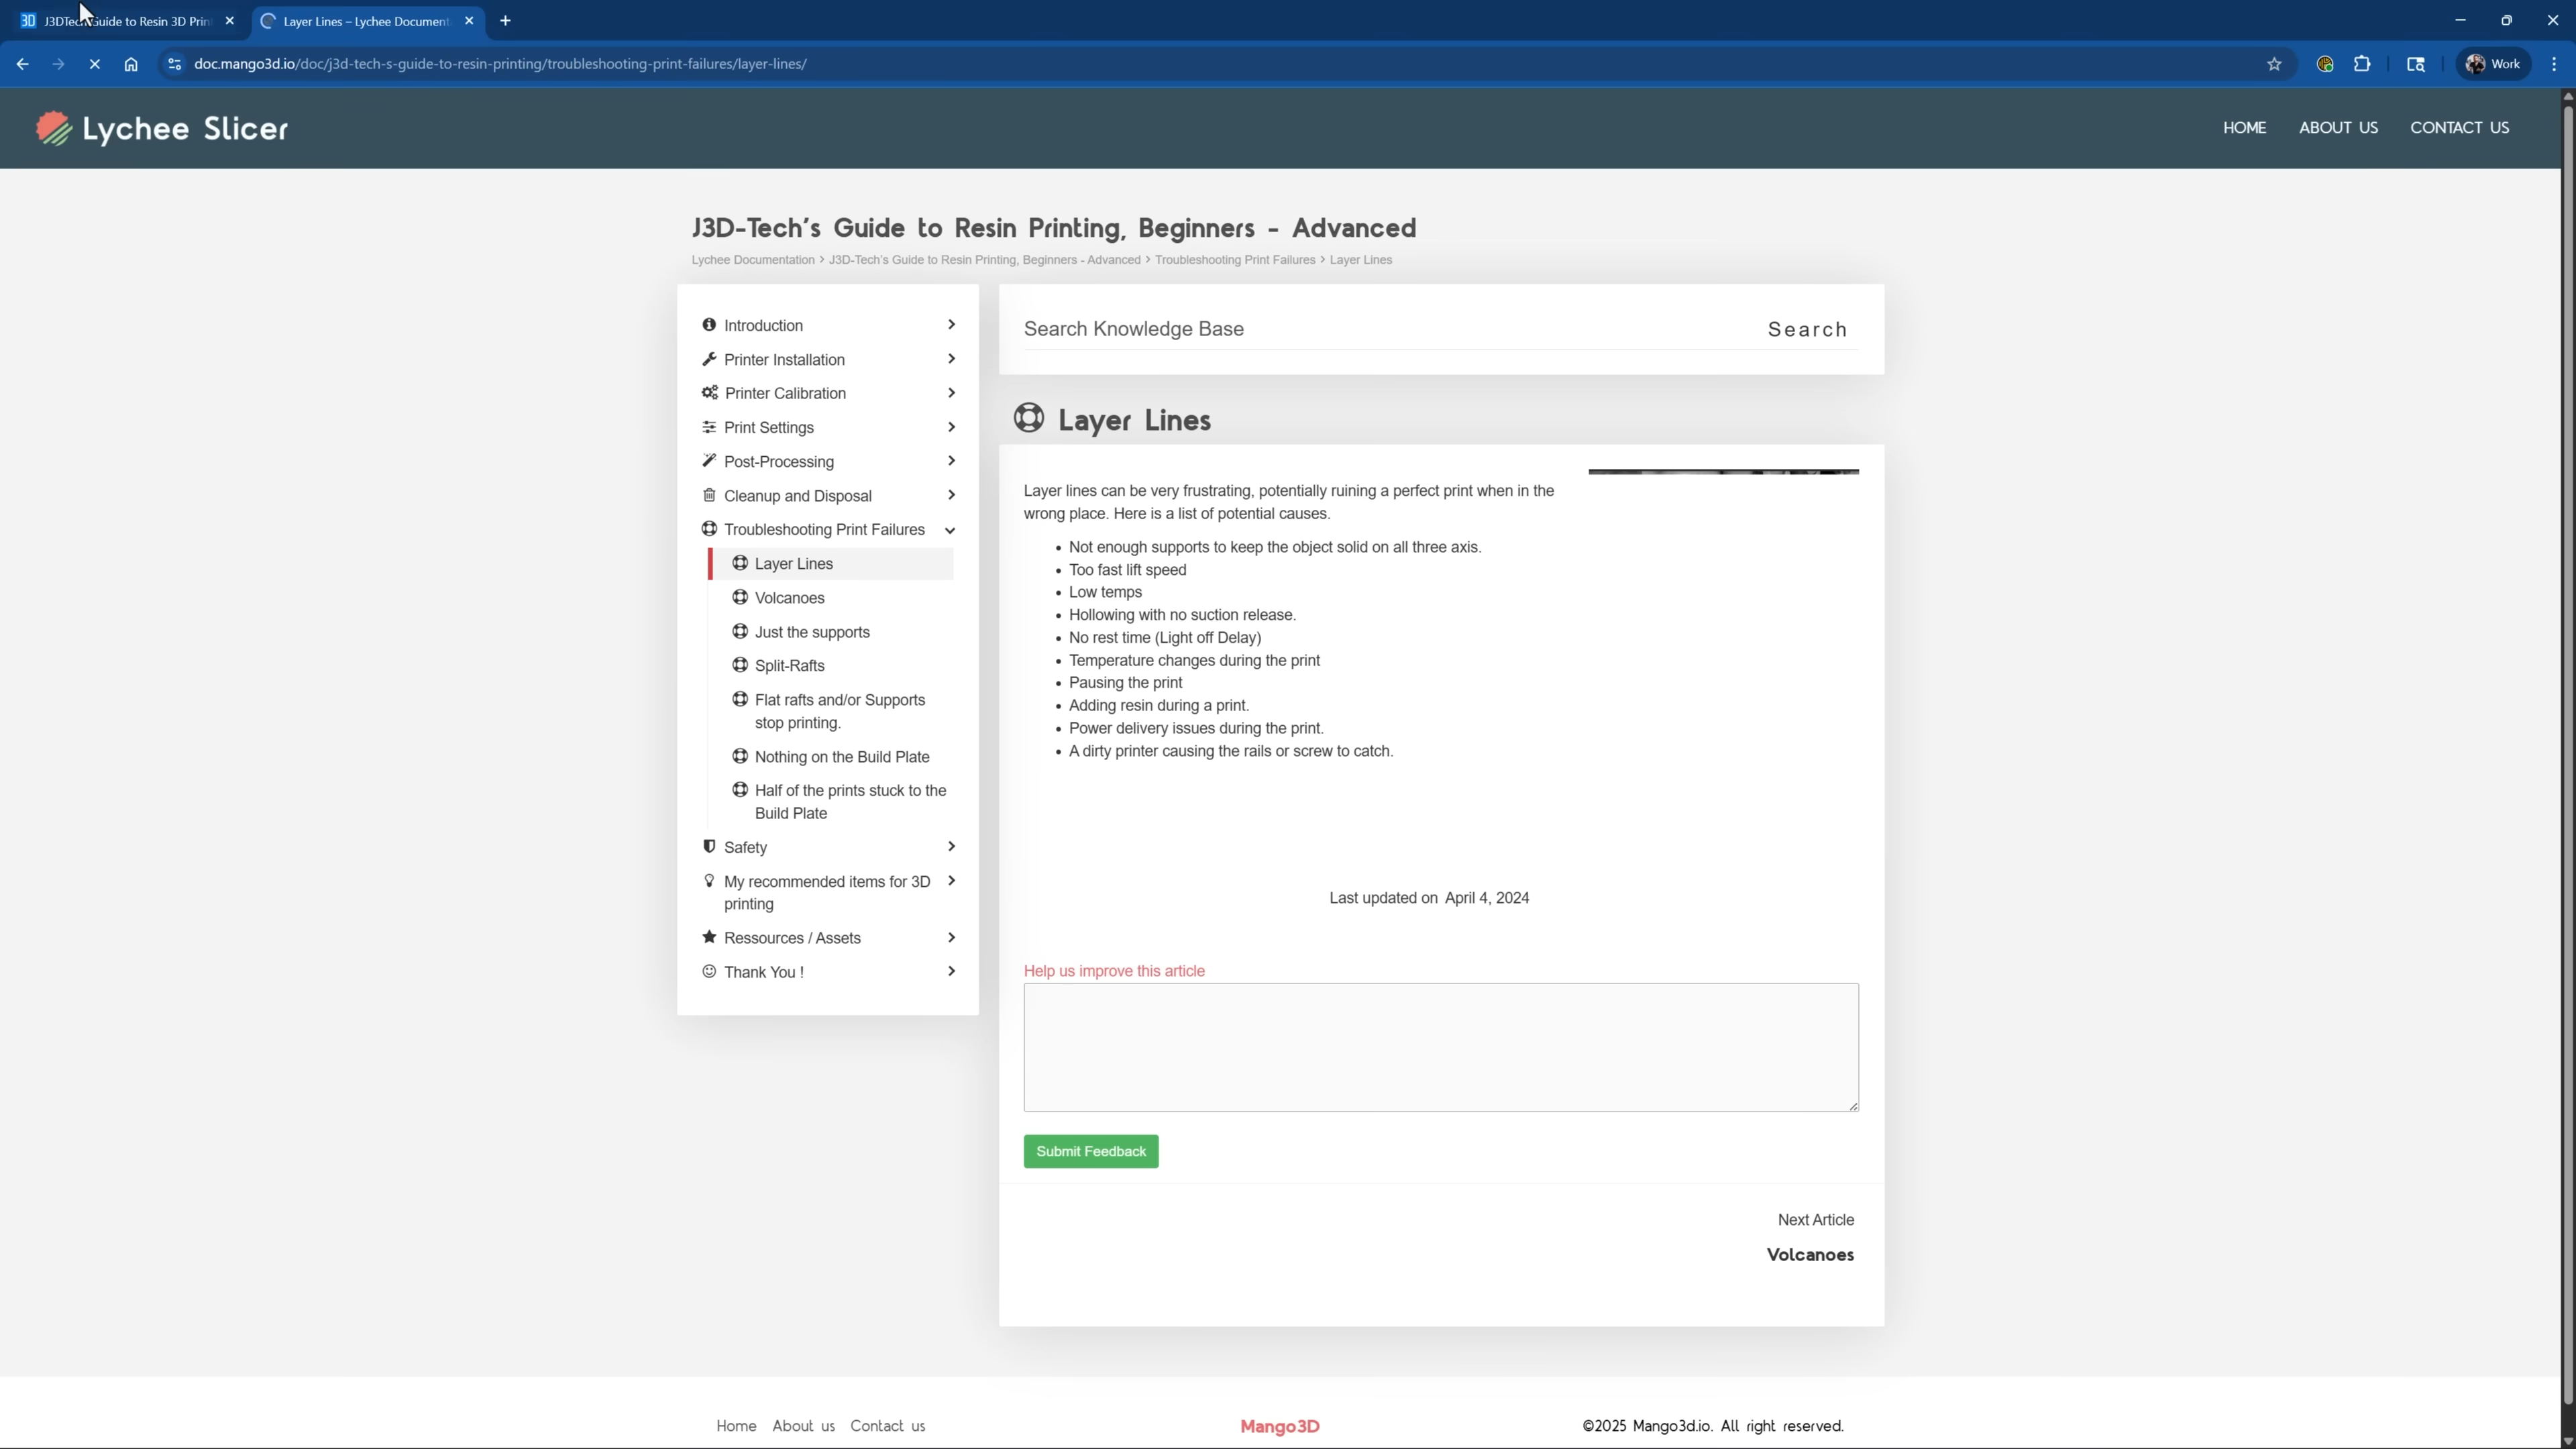 3D J3DTec Guide to Resin 3D Prin
Layer Lines – Lychee Document
doc.mango3d.io/doc/j3d-tech-s-guide-to-resin-printing/troubleshooting-print-failures/layer-lines/
Work
Lychee Slicer
HOME ABOUT US CONTACT US
J3D-Tech's Guide to Resin Printing, Beginners - Advanced
Lychee Documentation > J3D-Tech's Guide to Resin Printing, Beginners - Advanced > Troubleshooting Print Failures > Layer Lines
Introduction
Printer Installation
Printer Calibration
Print Settings
Post-Processing
Cleanup and Disposal
Troubleshooting Print Failures
Layer Lines
Volcanoes
Just the supports
Split-Rafts
Flat rafts and/or Supports
stop printing.
Nothing on the Build Plate
Half of the prints stuck to the
Build Plate
Safety
My recommended items for 3D
printing
Ressources / Assets
Thank You !
Search Knowledge Base Search
Layer Lines
Layer lines can be very frustrating, potentially ruining a perfect print when in the
wrong place. Here is a list of potential causes.
• Not enough supports to keep the object solid on all three axis.
• Too fast lift speed
• Low temps
• Hollowing with no suction release.
• No rest time (Light off Delay)
• Temperature changes during the print
• Pausing the print
• Adding resin during a print.
• Power delivery issues during the print.
• A dirty printer causing the rails or screw to catch.
Last updated on April 4, 2024
Help us improve this article
Submit Feedback
Next Article
Volcanoes
Home About us Contact us
Mango3D
©2025 Mango3d.io. All right reserved.